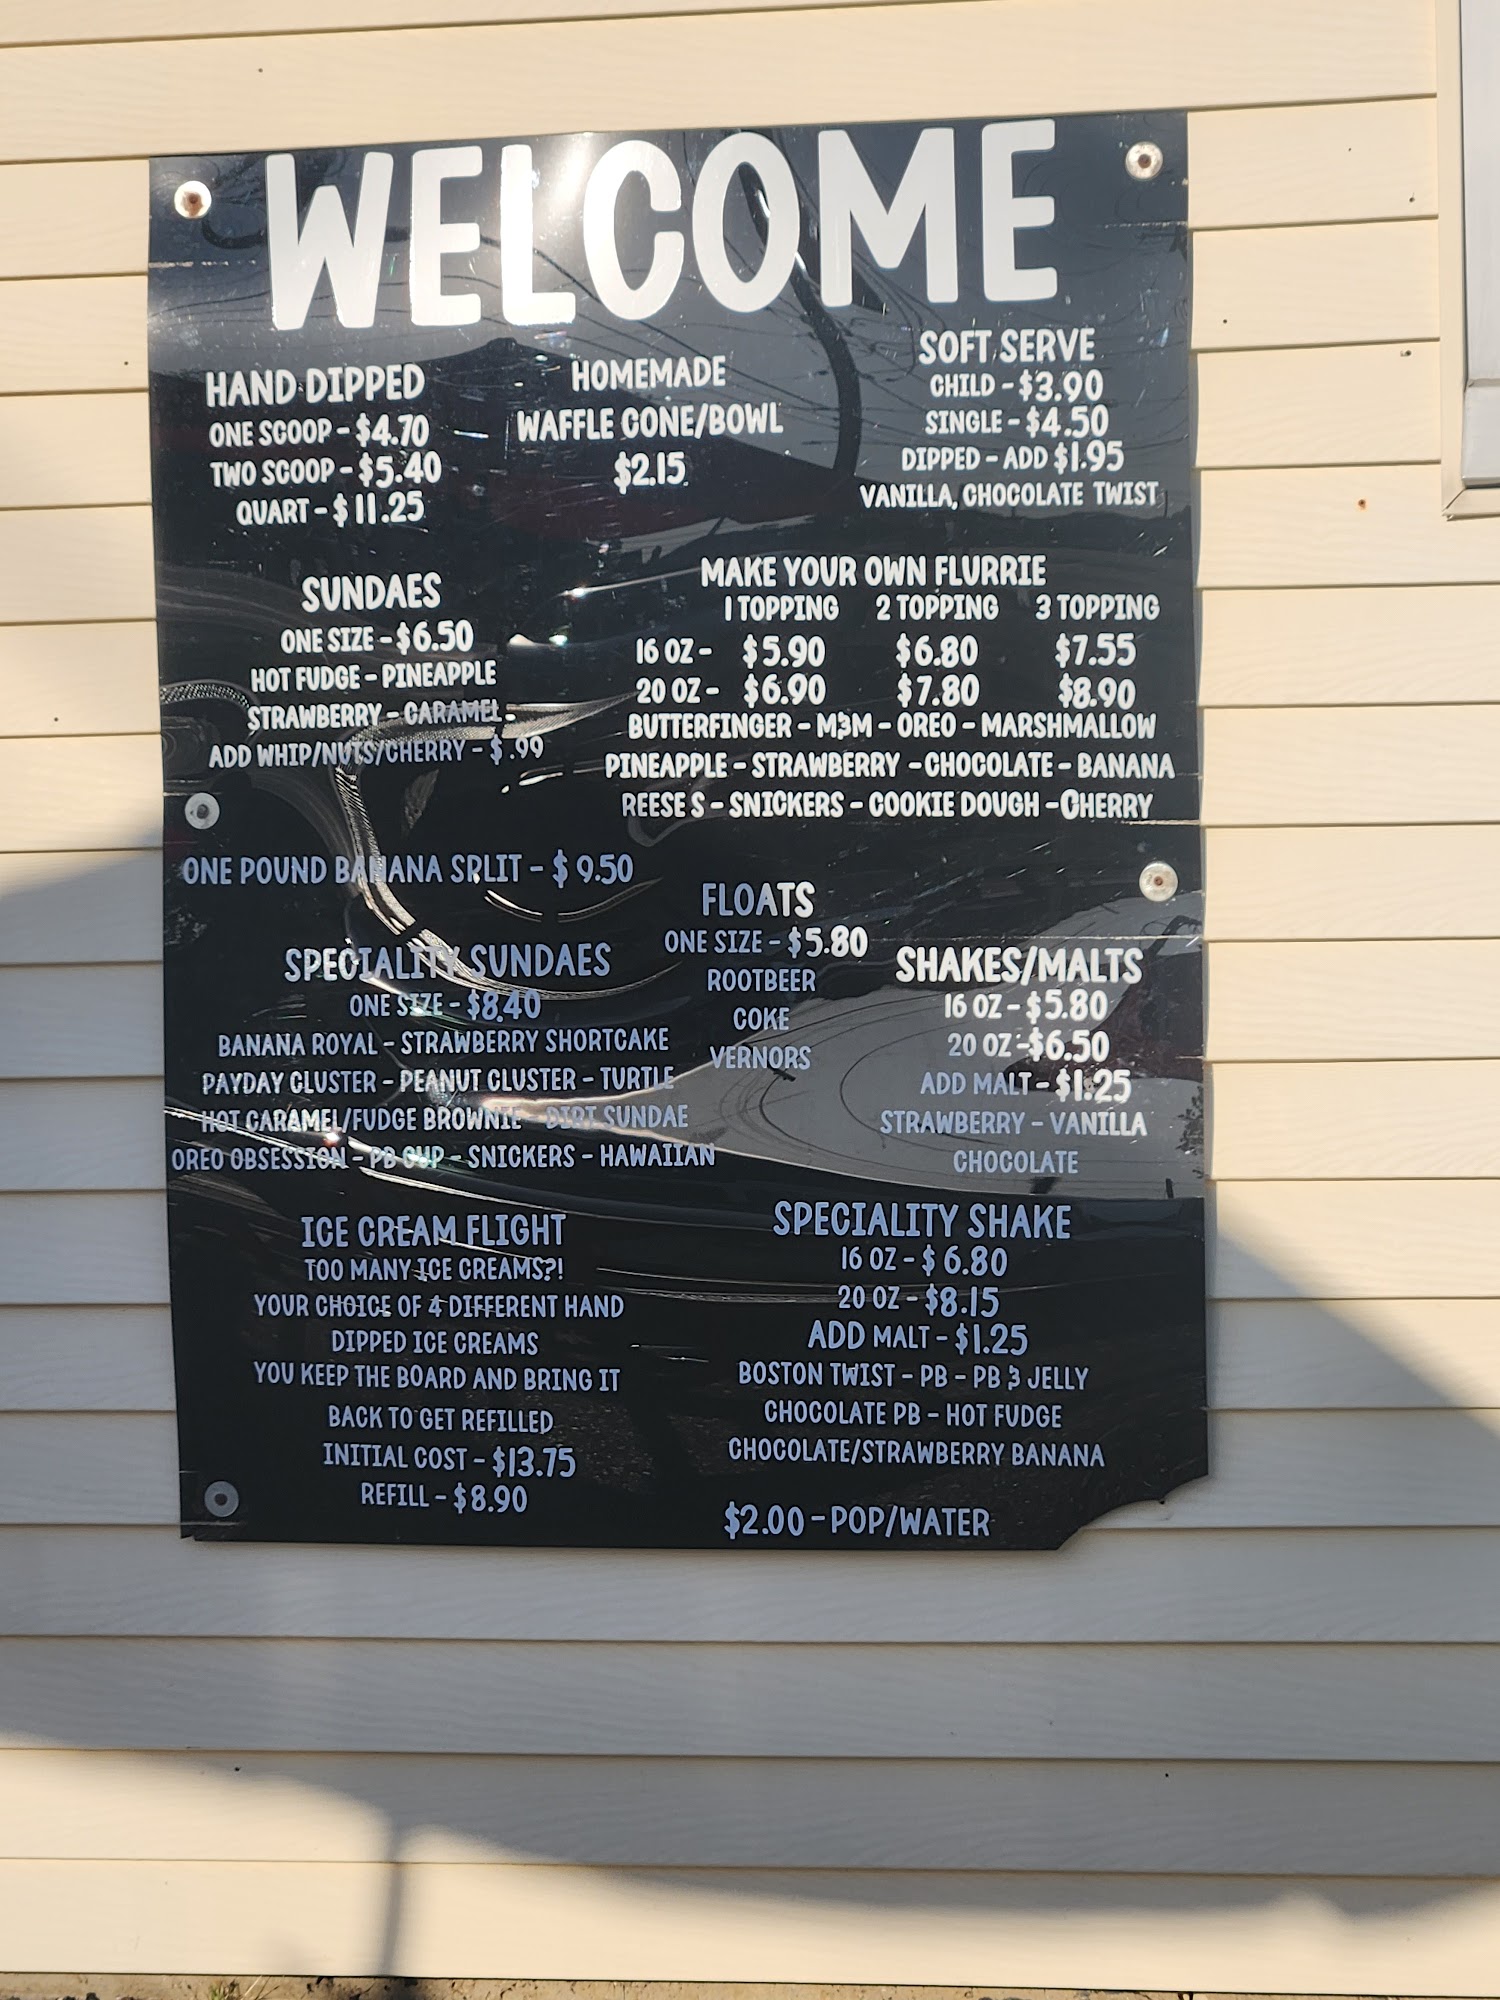 WELCOME
HAND DIPPED
ONE SCOOP - $4.70
TWO SCOOP - $5.40
QUART - $11.25
HOMEMADE
WAFFLE CONE/BOWL
$2.15
SOFT SERVE
CHILD - $3.90
SINGLE - $4.50
DIPPED - ADD $1.95
VANILLA, CHOCOLATE TWIST
SUNDAES
ONE SIZE - $6.50
HOT FUDGE - PINEAPPLE
STRAWBERRY - CARAMEL
ADD WHIP/NUTS/CHERRY - $.99
MAKE YOUR OWN FLURRIE
1 TOPPING 2 TOPPING 3 TOPPING
16 OZ - $5.90 $6.80 $7.55
20 OZ - $6.90 $7.80 $8.90
BUTTERFINGER - M&M - OREO - MARSHMALLOW
PINEAPPLE - STRAWBERRY - CHOCOLATE - BANANA
REESE S - SNICKERS - COOKIE DOUGH - CHERRY
ONE POUND BANANA SPLIT - $ 9.50
SPECIALITY SUNDAES
ONE SIZE - $8.40
BANANA ROYAL - STRAWBERRY SHORTCAKE
PAYDAY CLUSTER - PEANUT CLUSTER - TURTLE
HOT CARAMEL/FUDGE BROWNIE - DIRT SUNDAE
OREO OBSESSION - PB CUP - SNICKERS - HAWAIIAN
FLOATS
ONE SIZE - $5.80
ROOTBEER
COKE
VERNORS
SHAKES/MALTS
16 OZ - $5.80
20 OZ -$6.50
ADD MALT - $1.25
STRAWBERRY - VANILLA
CHOCOLATE
ICE CREAM FLIGHT
TOO MANY ICE CREAMS?!
YOUR CHOICE OF 4 DIFFERENT HAND
DIPPED ICE CREAMS
YOU KEEP THE BOARD AND BRING IT
BACK TO GET REFILLED
INITIAL COST - $13.75
REFILL - $8.90
SPECIALITY SHAKE
16 OZ - $ 6.80
20 OZ - $8.15
ADD MALT - $1.25
BOSTON TWIST - PB - PB & JELLY
CHOCOLATE PB - HOT FUDGE
CHOCOLATE/STRAWBERRY BANANA
$2.00 - POP/WATER